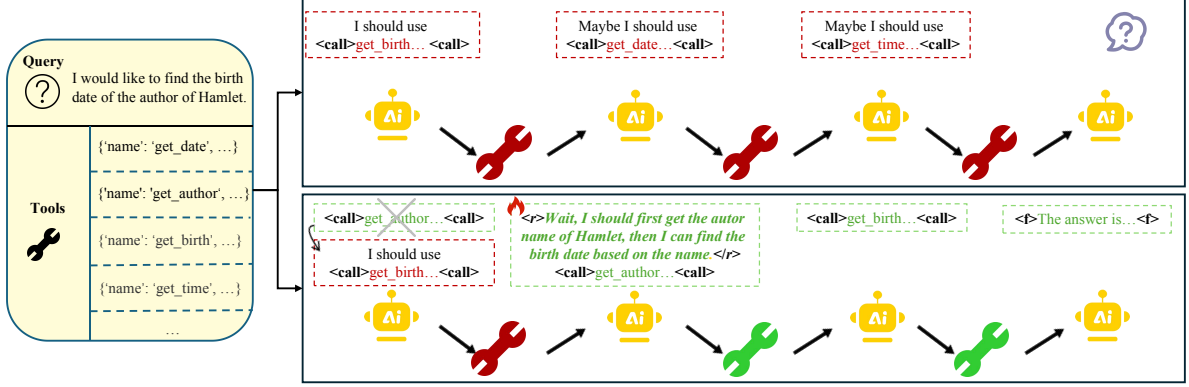 Query
I would like to find the birth
date of the author of Hamlet.
Tools
{'name': 'get_date', …}
{'name': 'get_author', …}
{'name': 'get_birth', …}
{'name': 'get_time', …}
…
I should use
<call>get_birth… <call>
Maybe I should use
<call>get_date…<call>
Maybe I should use
<call>get_time…<call>
Ai
Ai
Ai
Ai
<call>get_author…<call>
I should use
<call>get_birth…<call>
<r>Wait, I should first get the autor
name of Hamlet, then I can find the
birth date based on the name.</r>
<call>get_author…<call>
<call>get_birth…<call>
<f>The answer is…<f>
Ai
Ai
Ai
Ai